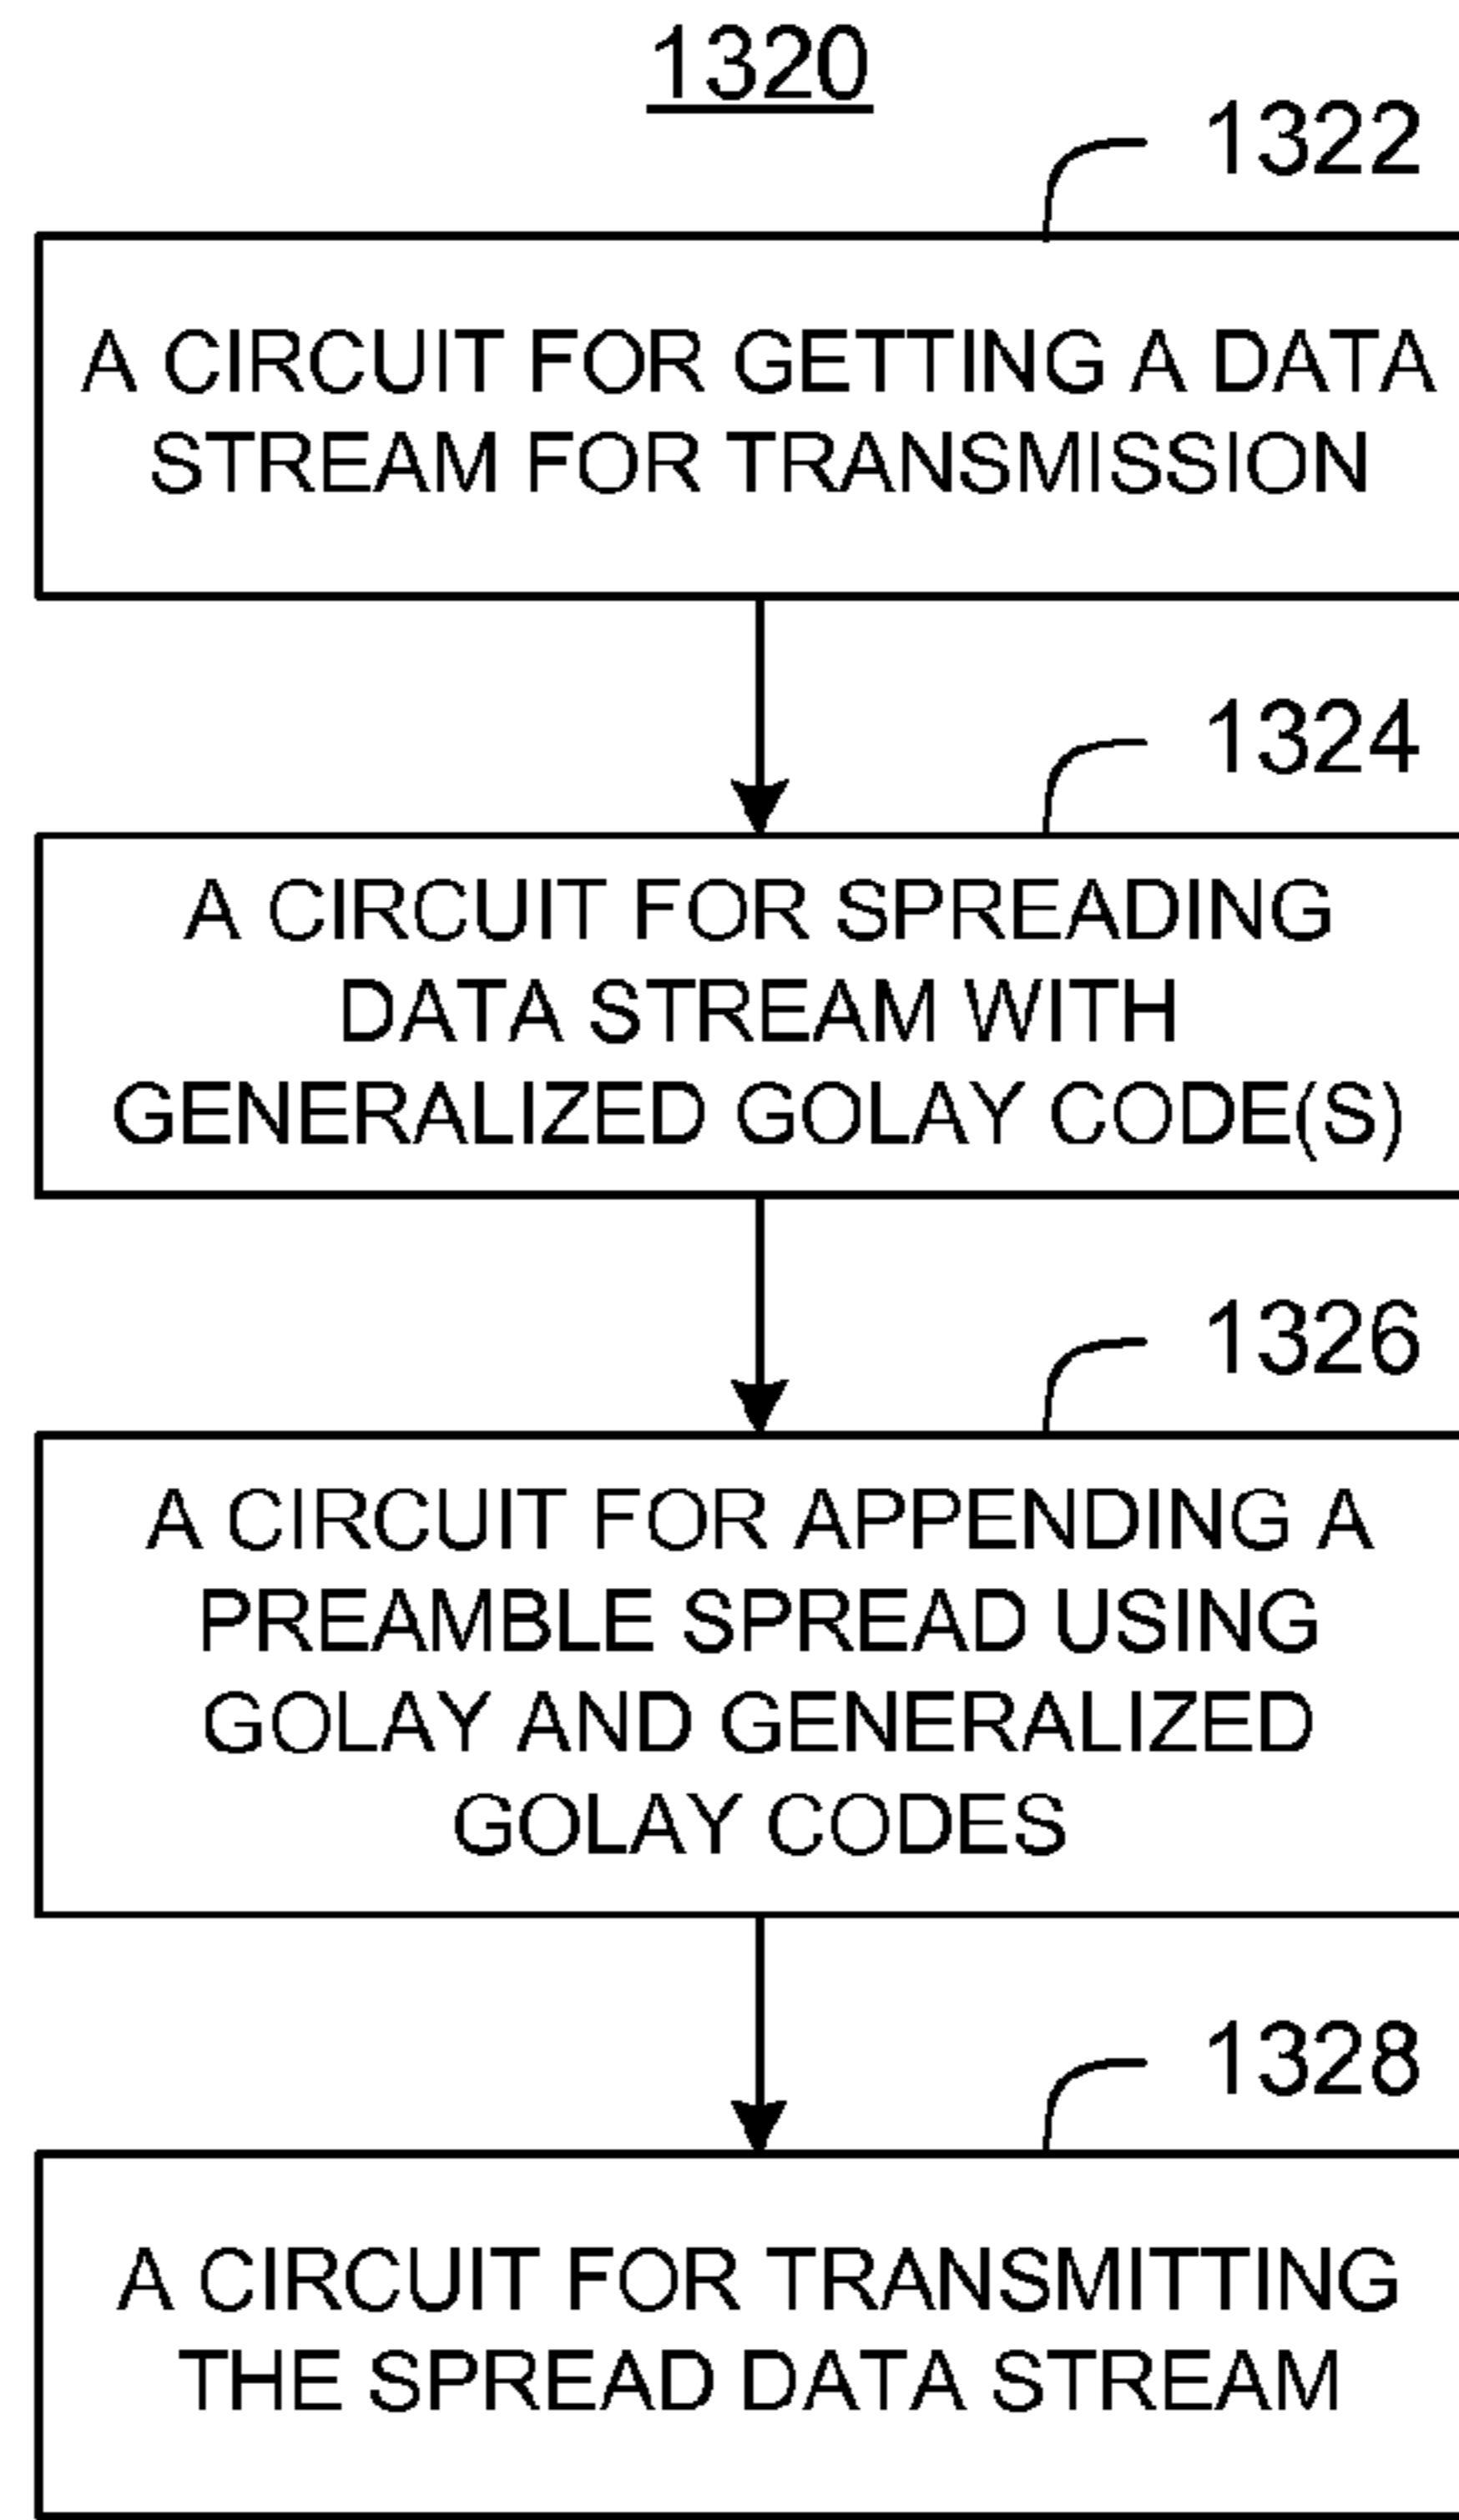 1320
1322
A CIRCUIT FOR GETTING A DATA
STREAM FOR TRANSMISSION
1324
A CIRCUIT FOR SPREADING
DATA STREAM WITH
GENERALIZED GOLAY CODE(S)
1326
A CIRCUIT FOR APPENDING A
PREAMBLE SPREAD USING
GOLAY AND GENERALIZED
GOLAY CODES
1328
A CIRCUIT FOR TRANSMITTING
THE SPREAD DATA STREAM